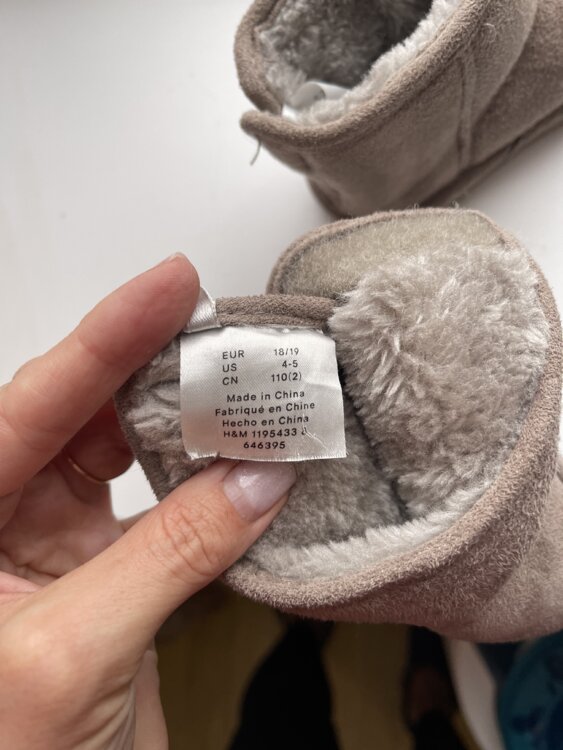 EUR 18/19
US 4-5
CN 110(2)
Made in China
Fabriqué en Chine
Hecho en China
H&M 1195433 8
646395